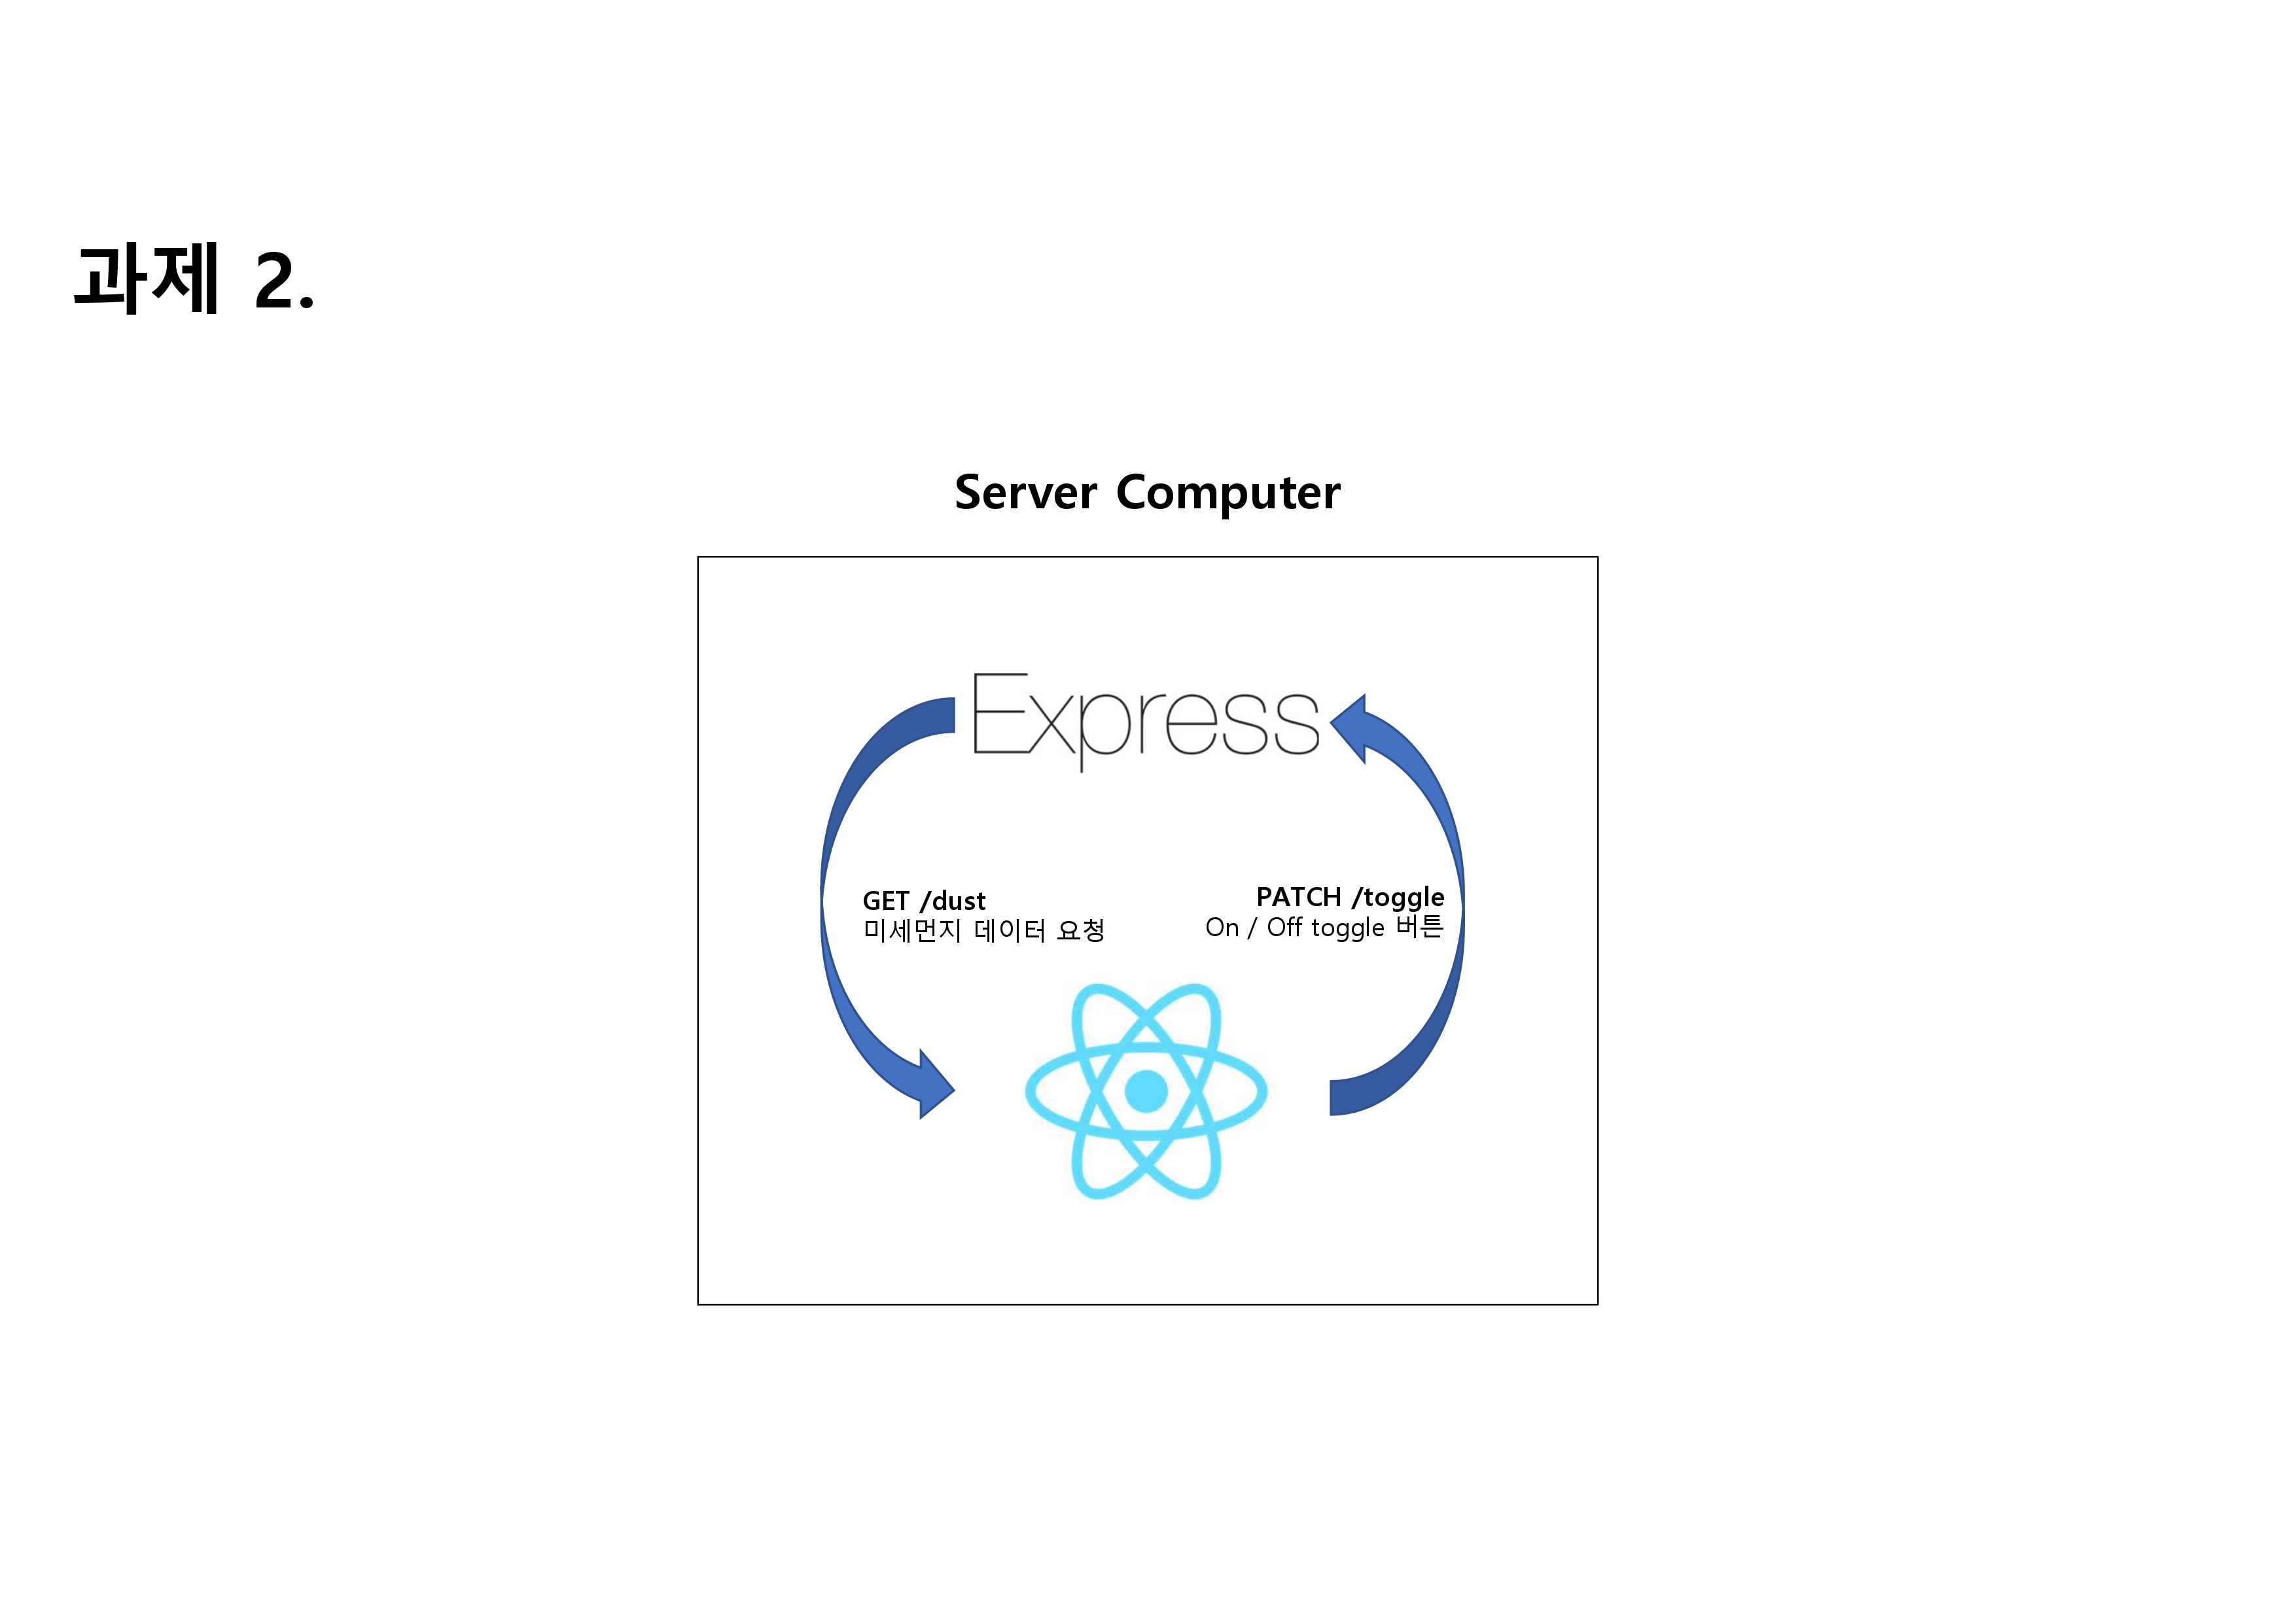 과제 2.
Server Computer
Express
GET /dust
미세먼지 데이터 요청
PATCH /toggle
On / Off toggle 버튼